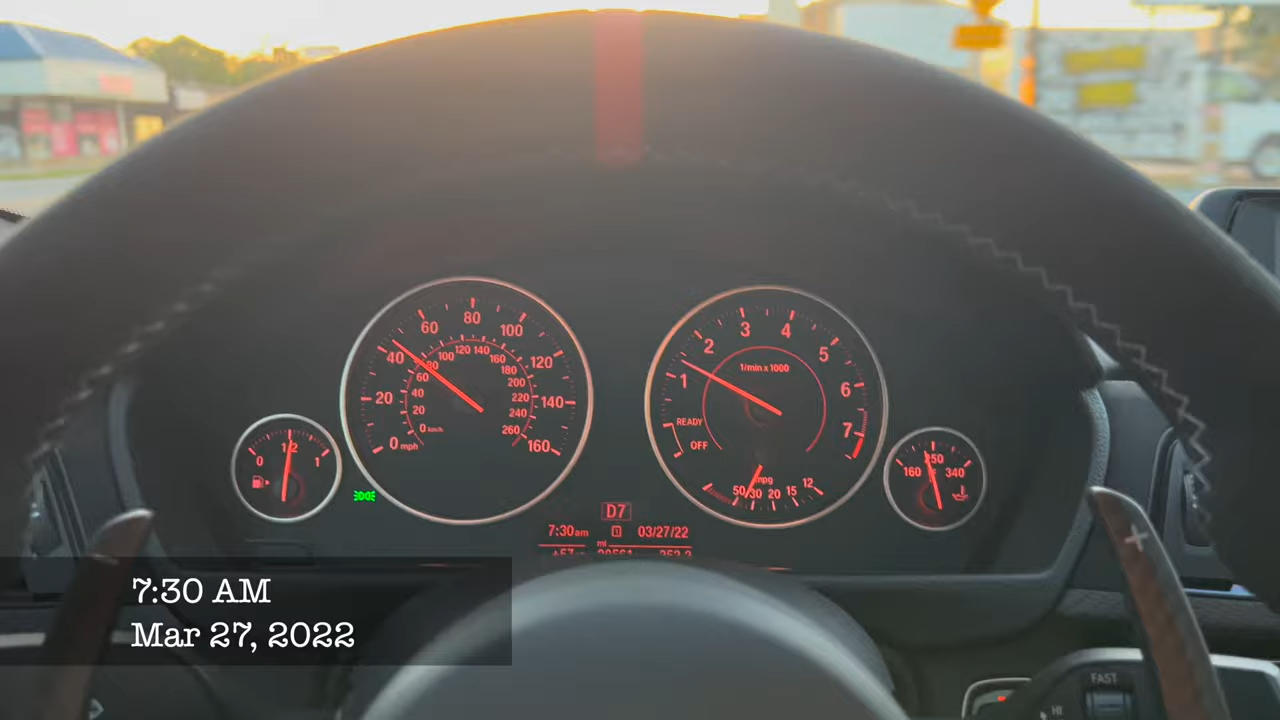 60 80 100
40 120
20 140
0 mph 160
80 100 120 140 160
60 180
40 200
20 220
0 km/h 240
260
0 1/2 1
2 3 4 5
1 6
7
1/min x 1000
READY
OFF
mpg
50 30 20 15 12
160 250 340
D7
7:30am 03/27/22
mi
7:30 AM
Mar 27, 2022
+
FAST
HI